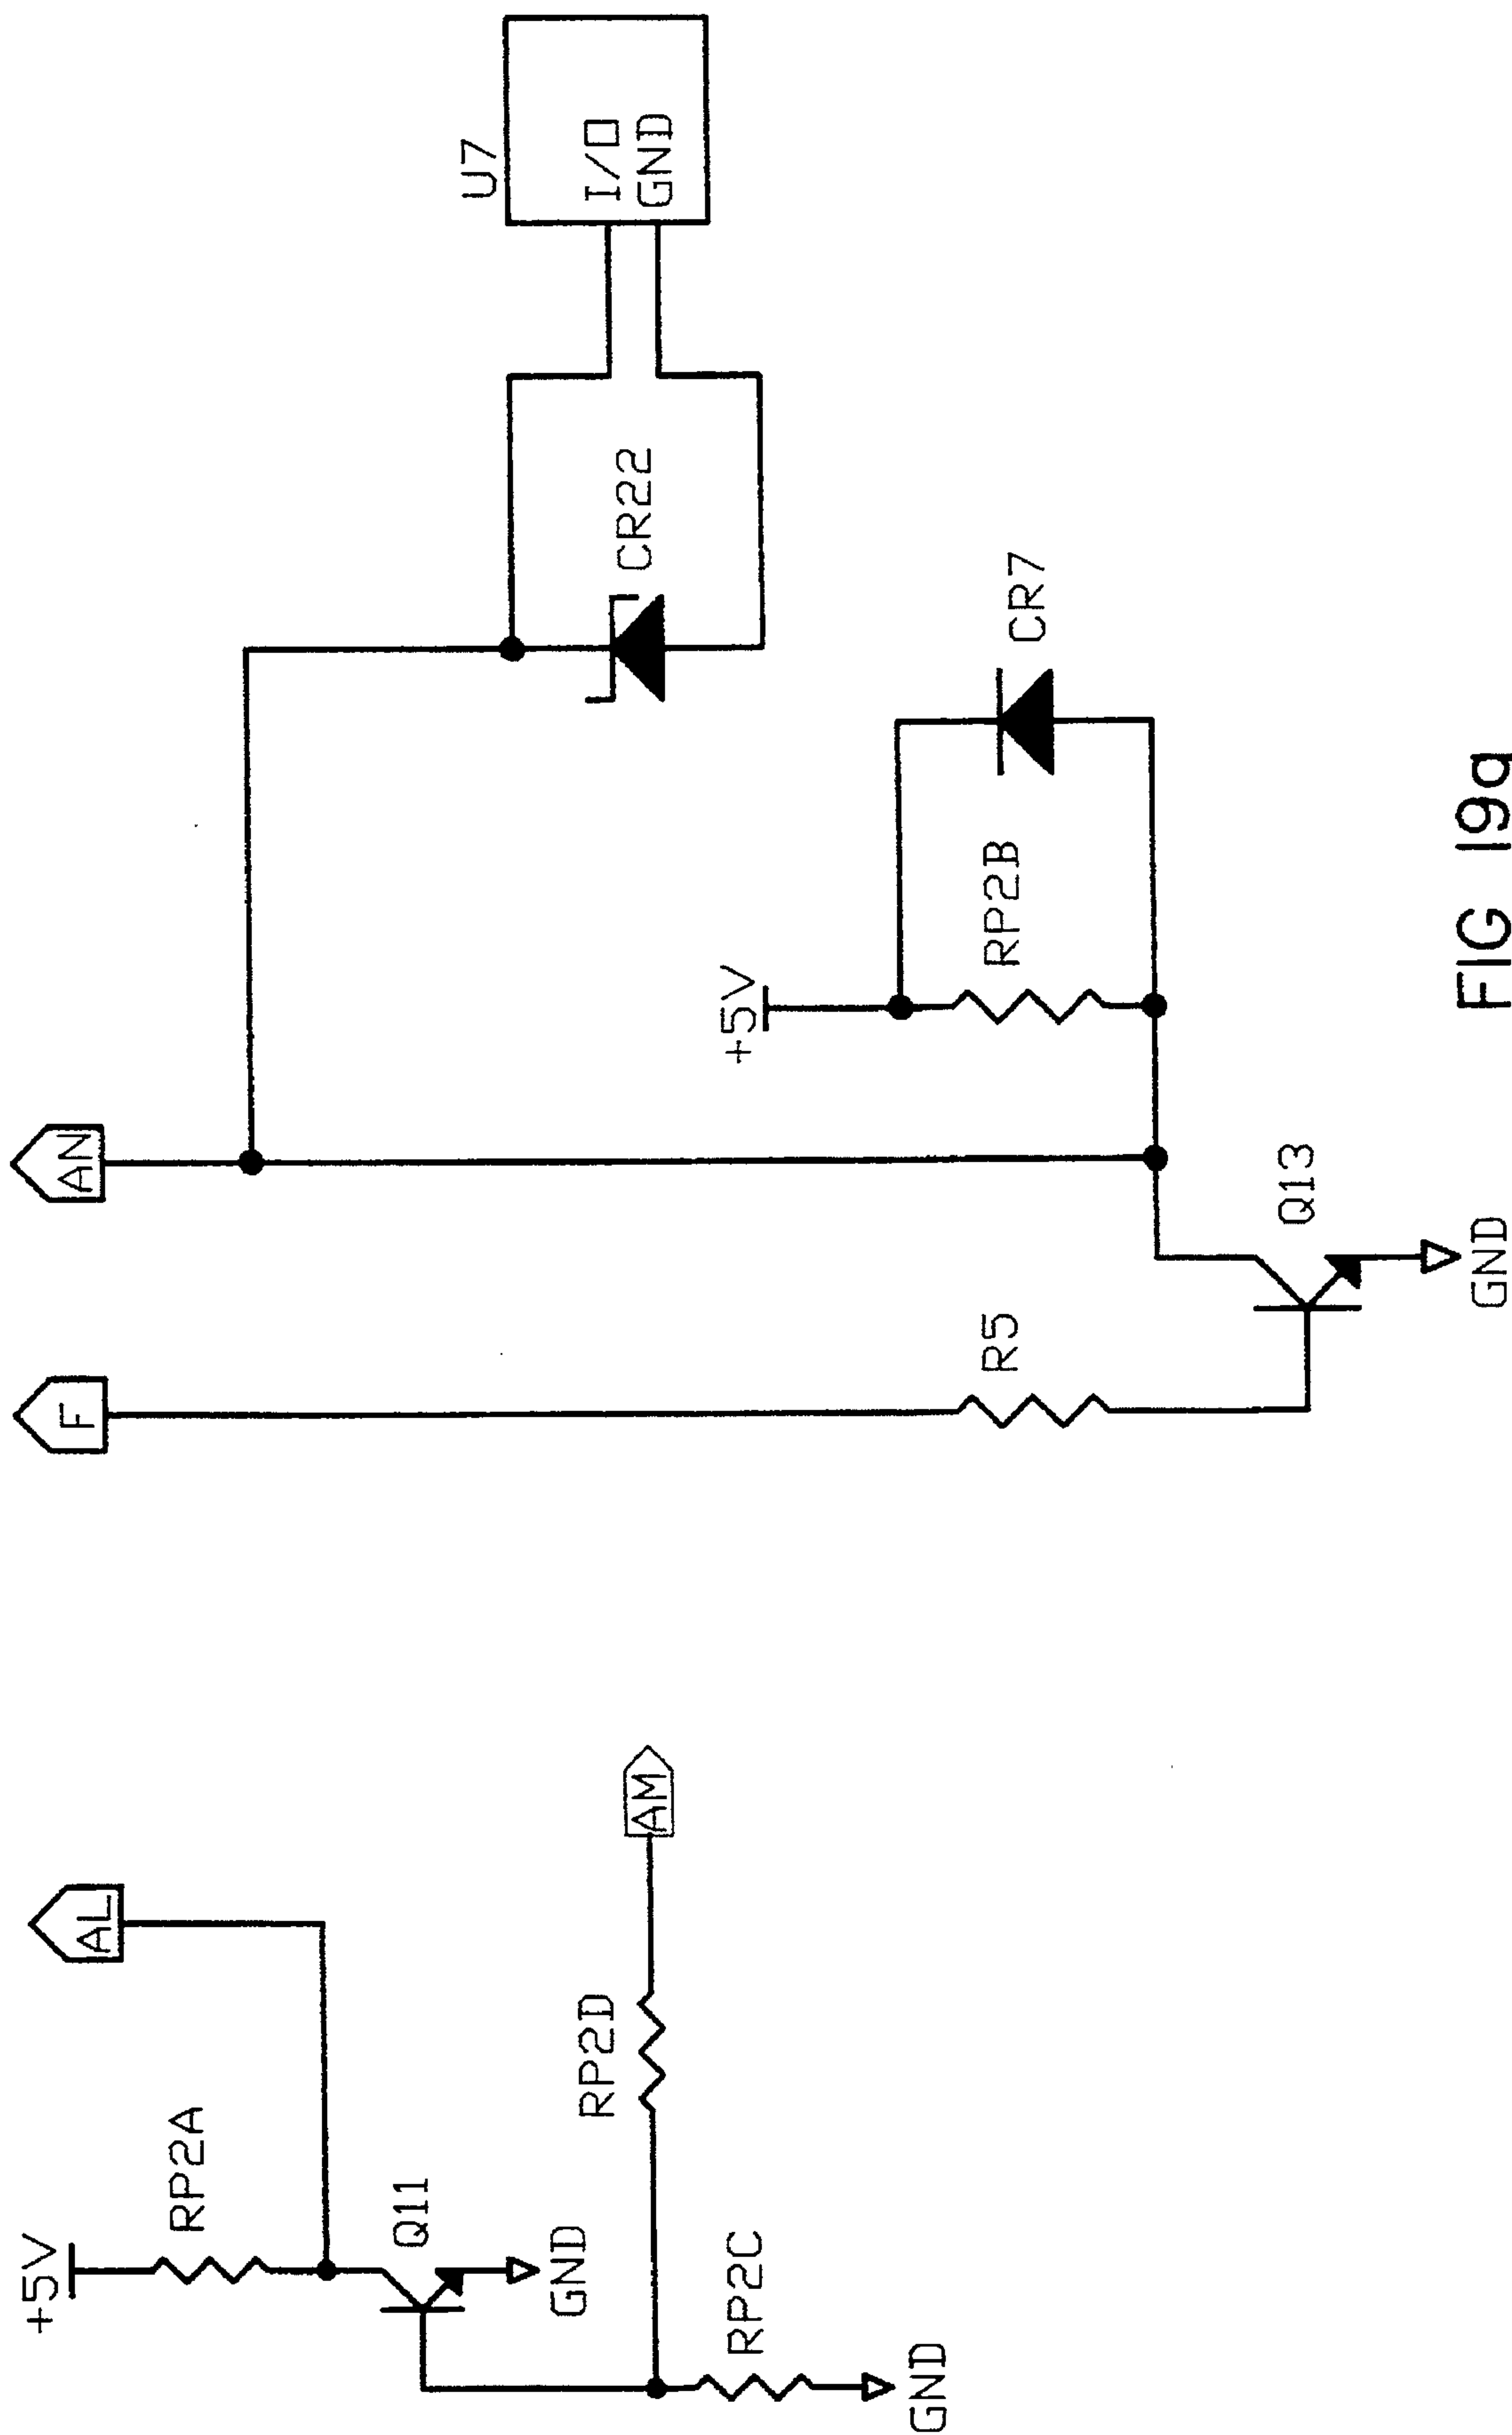 +5V
RP2A
AL
Q11
GND
RP2D
AM
RP2C
GND
F
AN
R5
Q13
GND
+5V
RP2B
CR7
CR22
U7
I/O
GND
FIG 19a